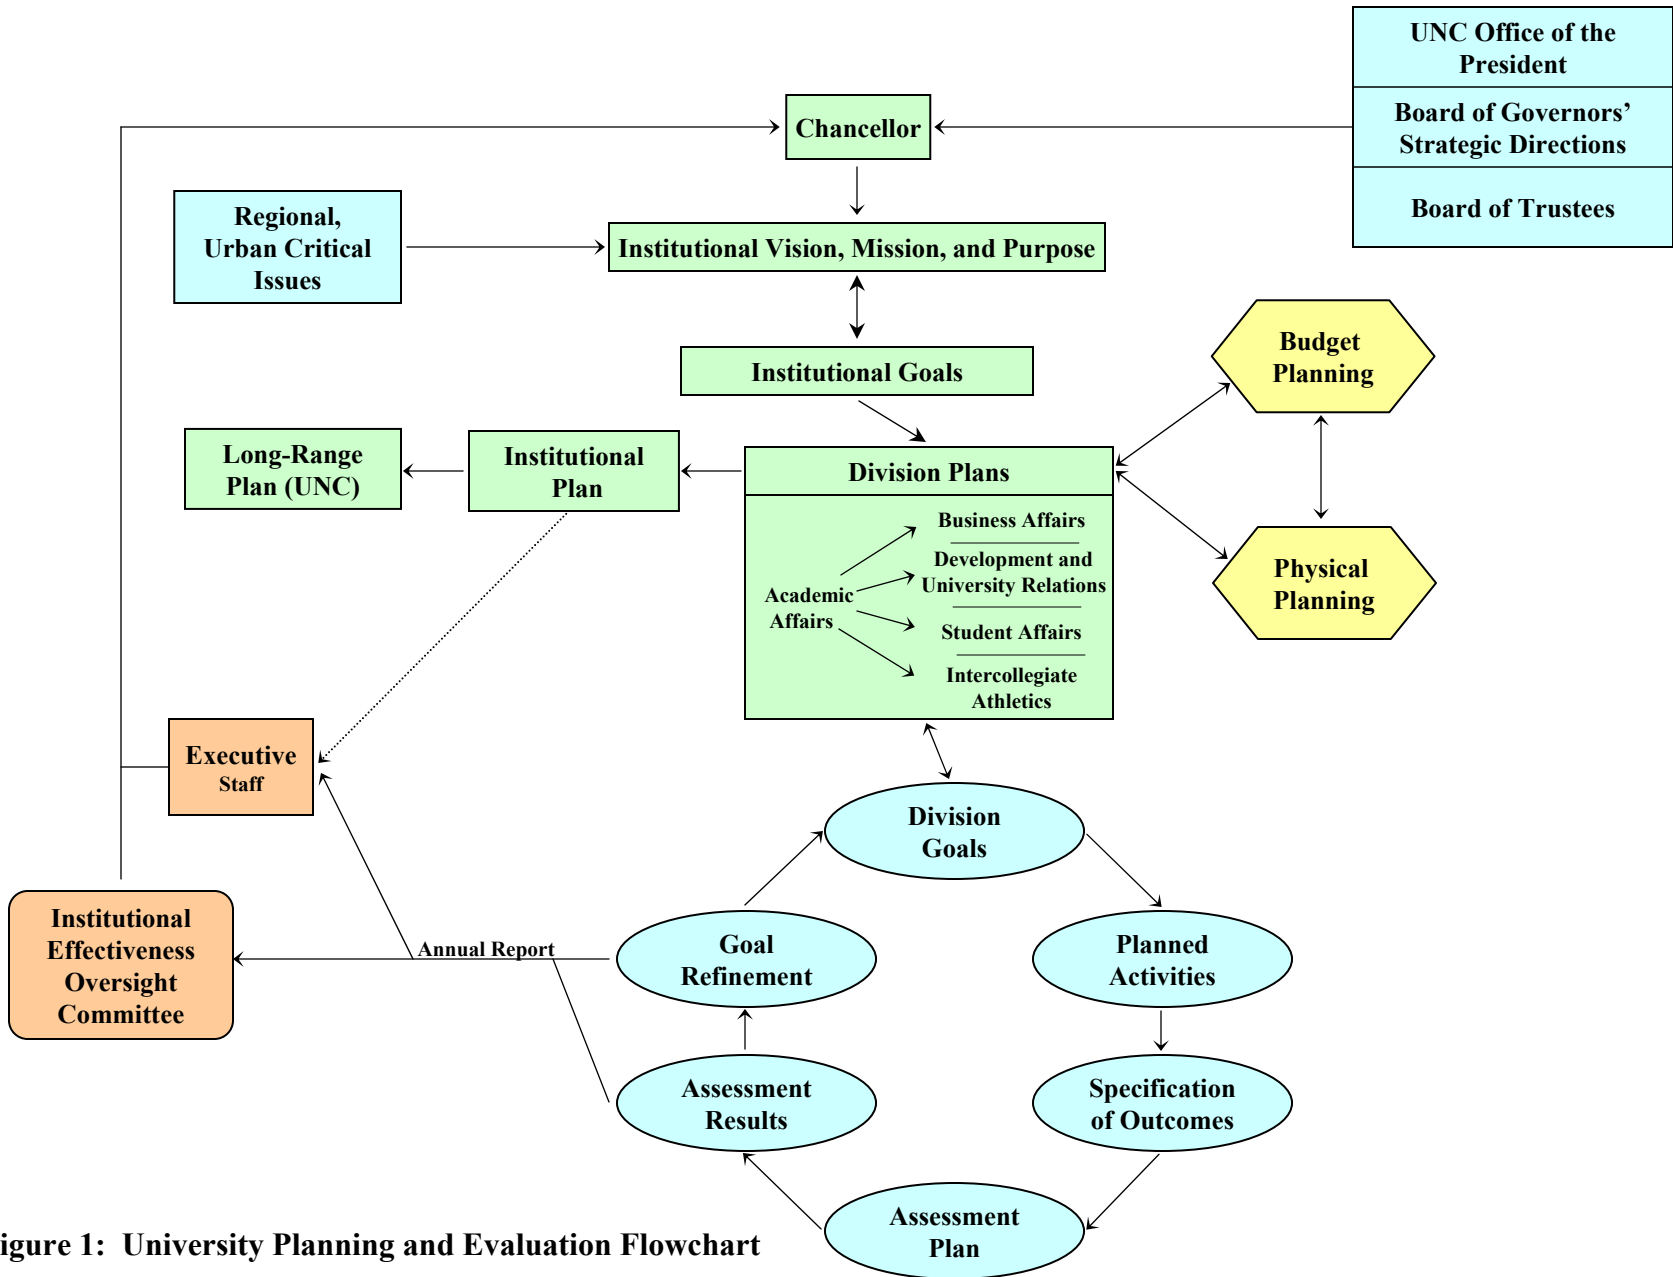 UNC Office of the
President
Board of Governors’
Strategic Directions
Board of Trustees
Chancellor
Regional,
Urban Critical
Issues
Institutional Vision, Mission, and Purpose
Institutional Goals
Budget
Planning
Long-Range
Plan (UNC)
Institutional
Plan
Division Plans
Business Affairs
Development and
University Relations
Academic
Affairs
Student Affairs
Intercollegiate
Athletics
Physical
Planning
Executive
Staff
Division
Goals
Institutional
Effectiveness
Oversight
Committee
Annual Report
Goal
Refinement
Planned
Activities
Assessment
Results
Specification
of Outcomes
Assessment
Plan
igure 1: University Planning and Evaluation Flowchart